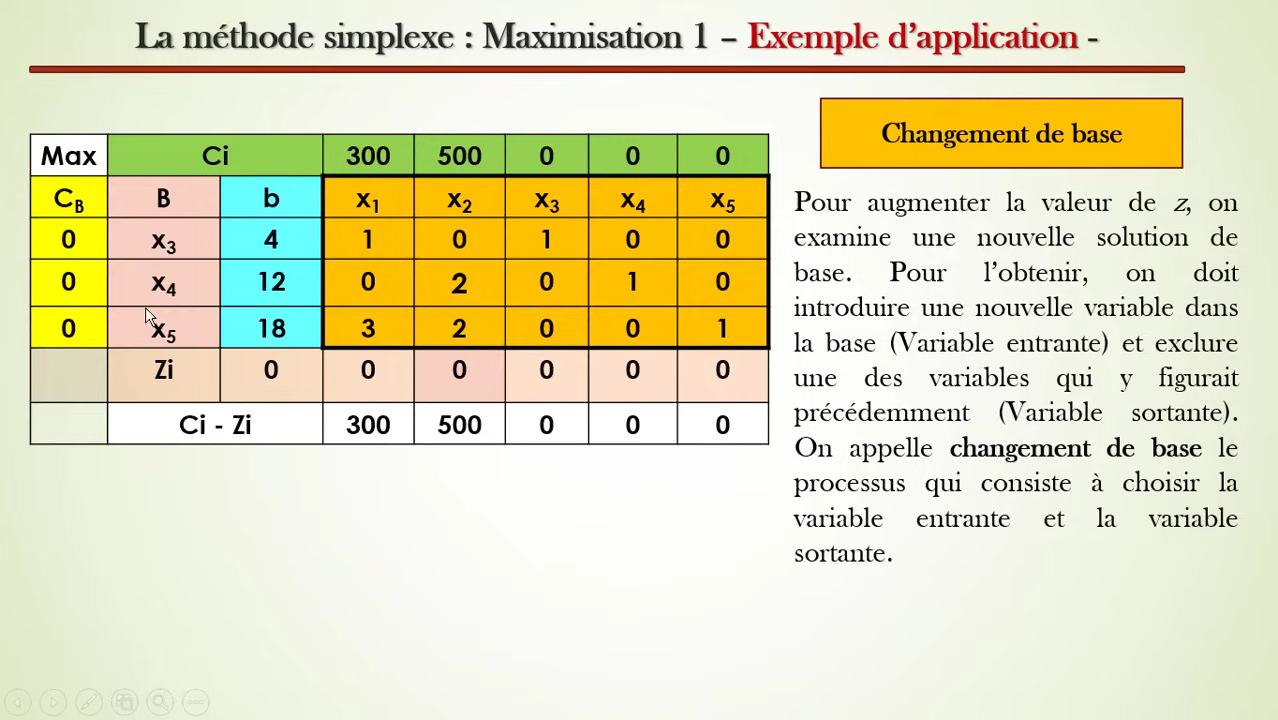 La méthode simplexe : Maximisation 1 – Exemple d’application -
Max Ci 300 500 0 0 0
C_B B b x₁ x₂ x₃ x₄ x₅
0 x₃ 4 1 0 1 0 0
0 x₄ 12 0 2 0 1 0
0 x₅ 18 3 2 0 0 1
Zi 0 0 0 0 0 0
Ci - Zi 300 500 0 0 0
Changement de base
Pour augmenter la valeur de z, on
examine une nouvelle solution de
base. Pour l’obtenir, on doit
introduire une nouvelle variable dans
la base (Variable entrante) et exclure
une des variables qui y figurait
précédemment (Variable sortante).
On appelle changement de base le
processus qui consiste à choisir la
variable entrante et la variable
sortante.